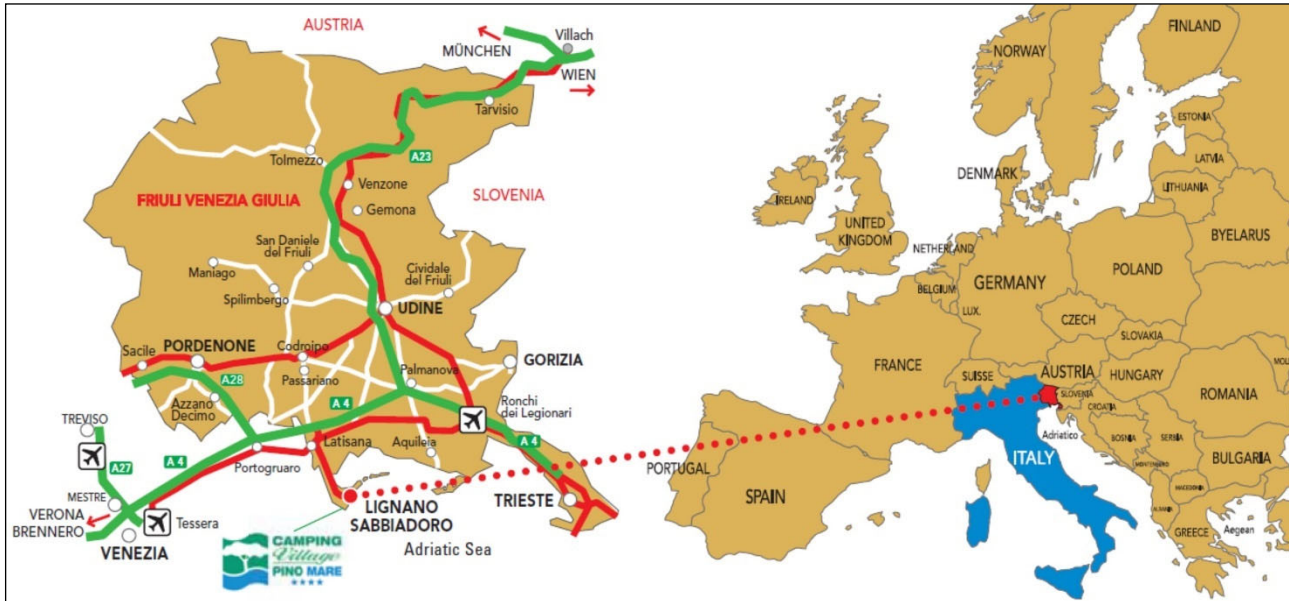 AUSTRIA
MÜNCHEN
Villach
WIEN
Tarvisio
Tolmezzo
A23
Venzone
FRIULI VENEZIA GIULIA
SLOVENIA
Gemona
San Daniele
del Friuli
Maniago
Cividale
del Friuli
Spilimbergo
UDINE
Sacile
PORDENONE
Codroipo
GORIZIA
Passariano
Palmanova
A28
Azzano
Decimo
A 4
Ronchi
dei Legionari
TREVISO
Latisana
Aquileia
A 4
Portogruaro
A27
A 4
MESTRE
VERONA
BRENNERO
Tessera
VENEZIA
LIGNANO
SABBIADORO
TRIESTE
Adriatic Sea
CAMPING
Village
PINO MARE
★★★★
FINLAND
NORWAY
ESTONIA
LATVIA
DENMARK
LITHUANIA
IRELAND
UNITED
KINGDOM
BYELARUS
NETHERLAND
POLAND
GERMANY
BELGIUM
LUX.
CZECH
SLOVAKIA
FRANCE
AUSTRIA
SUISSE
HUNGARY
MOL
ROMANIA
SLOVENIA
CROATIA
Adriatico
BOSNIA
SERBIA
ITALY
BULGARIA
PORTUGAL
SPAIN
MONTENEGRO
MACEDONIA
ALBANIA
GREECE
Aegean